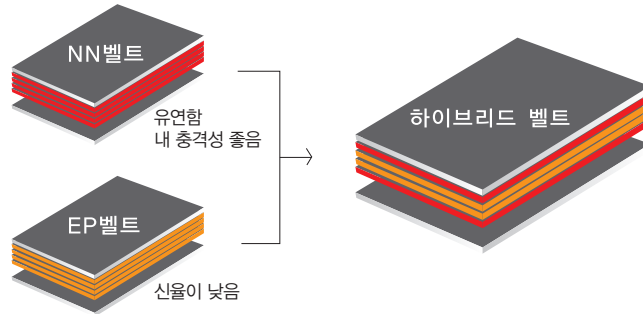 NN벨트
유연함
내 충격성 좋음
하이브리드 벨트
EP벨트
신율이 낮음